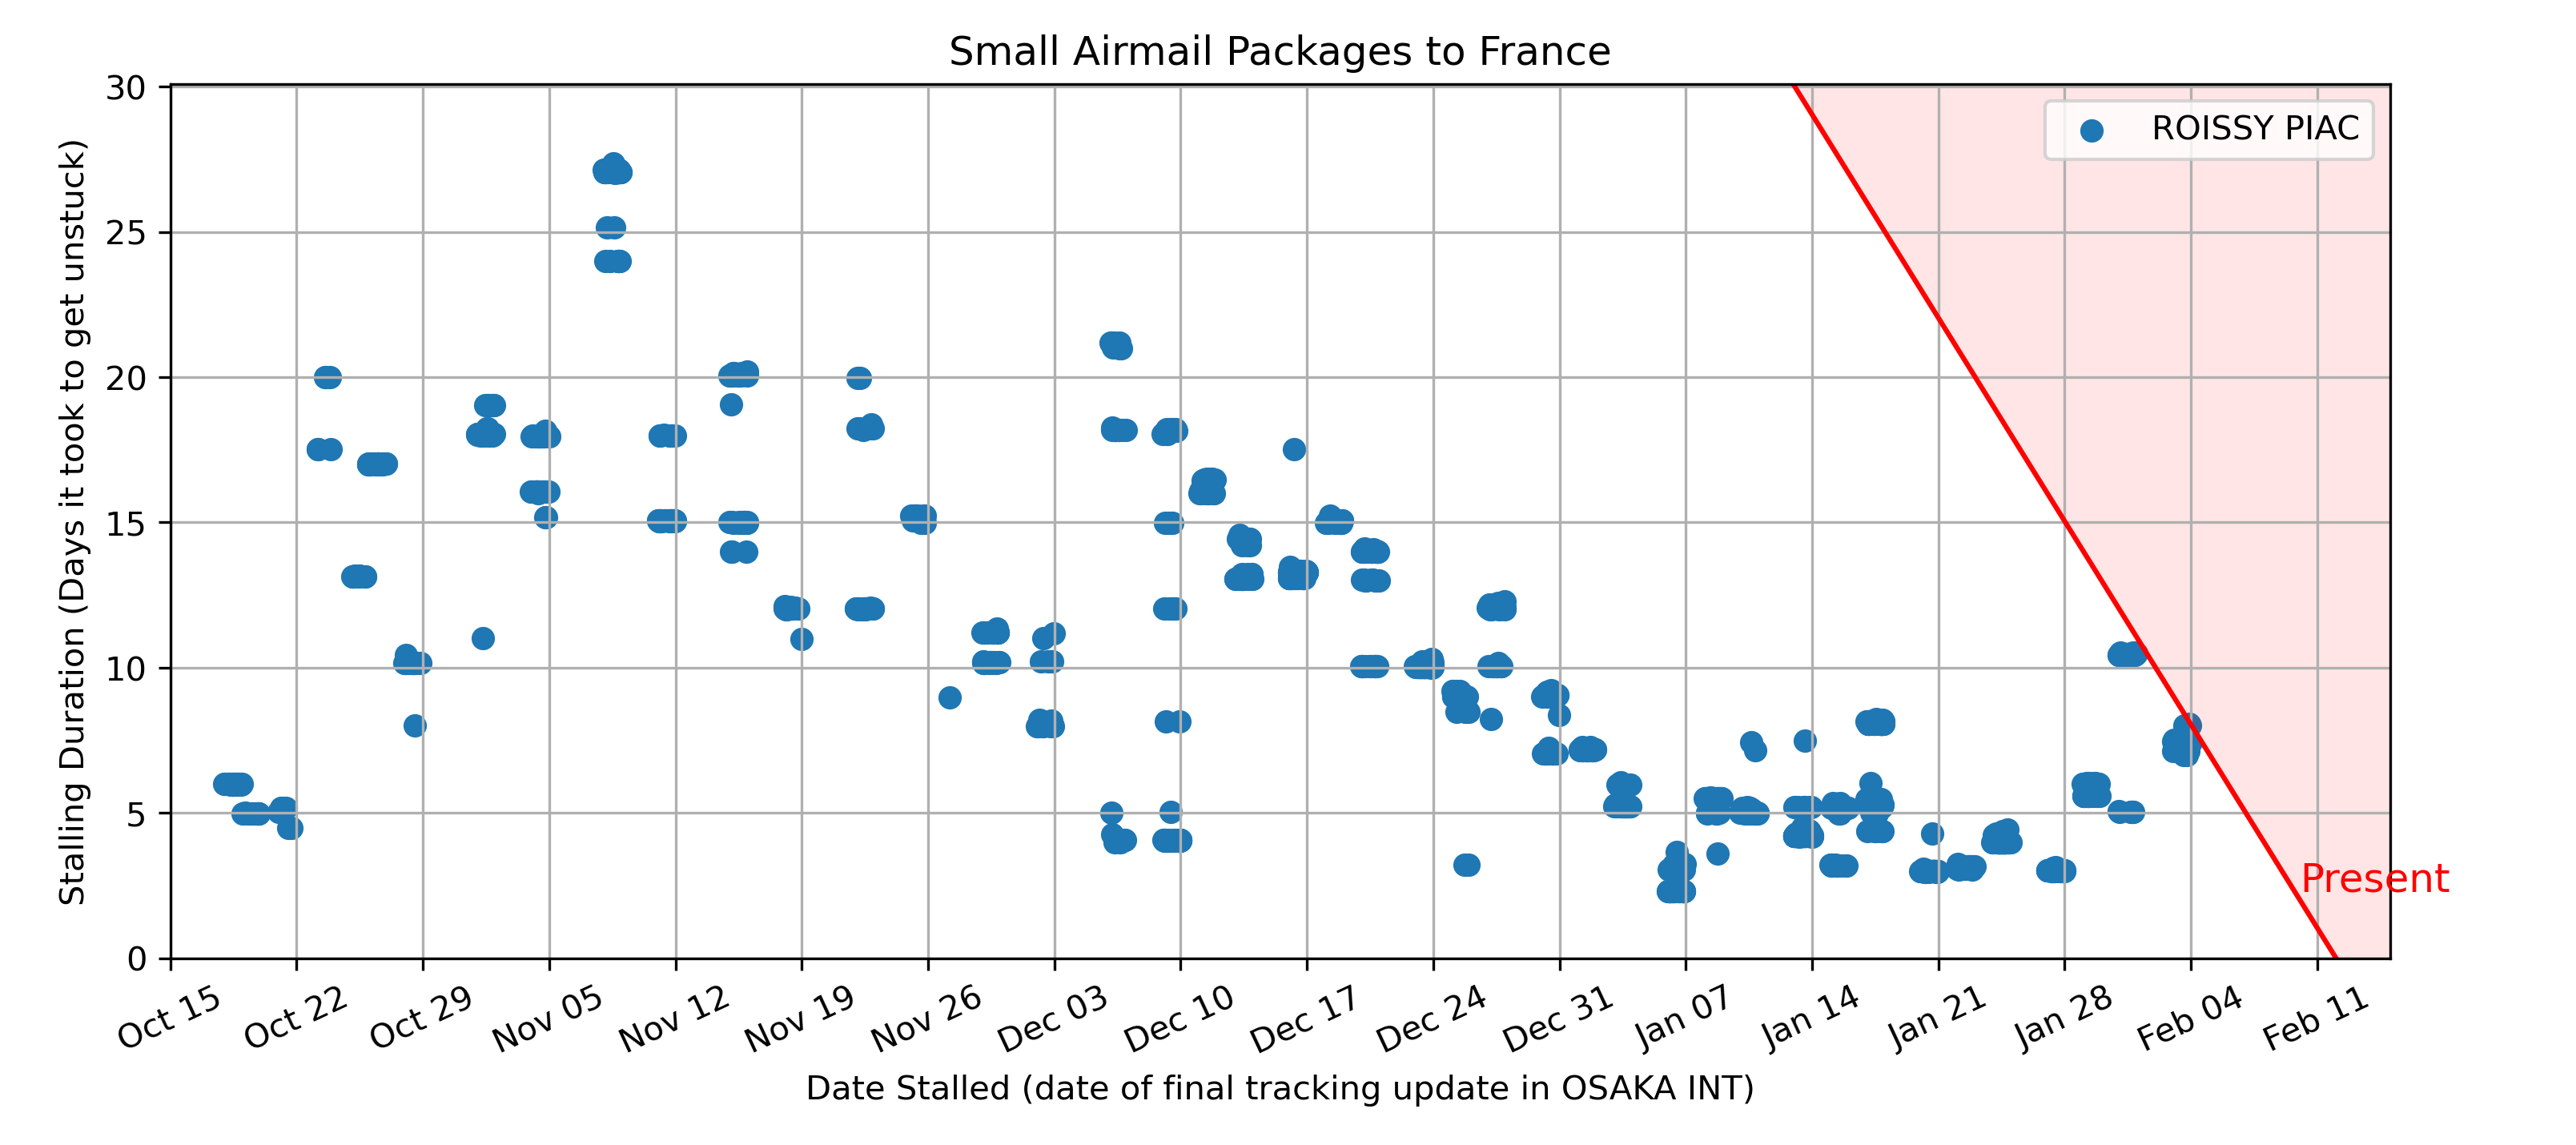 Small Airmail Packages to France
ROISSY PIAC
Stalling Duration (Days it took to get unstuck)
30
25
20
15
10
5
0
Present
Oct 15
Oct 22
Oct 29
Nov 05
Nov 12
Nov 19
Nov 26
Dec 03
Dec 10
Dec 17
Dec 24
Dec 31
Jan 07
Jan 14
Jan 21
Jan 28
Feb 04
Feb 11
Date Stalled (date of final tracking update in OSAKA INT)